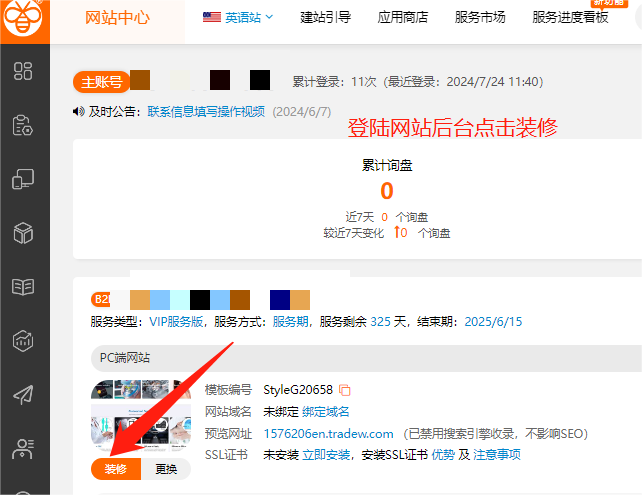 新功能
网站中心
英语站
建站引导
应用商店
服务市场
服务进度看板
主账号
累计登录：11次（最近登录：2024/7/24 11:40）
及时公告：联系信息填写操作视频 (2024/6/7)
登陆网站后台点击装修
累计询盘
0
近7天 0 个询盘
较近7天变化 0 个询盘
服务类型：VIP服务版，服务方式：服务期，服务剩余 325 天，结束期：2025/6/15
PC端网站
模板编号 StyleG20658
网站域名 未绑定 绑定域名
预览网址 1576206en.tradew.com （已禁用搜索引擎收录，不影响SEO）
SSL证书 未安装 立即安装，安装SSL证书 优势 及 注意事项
装修
更换